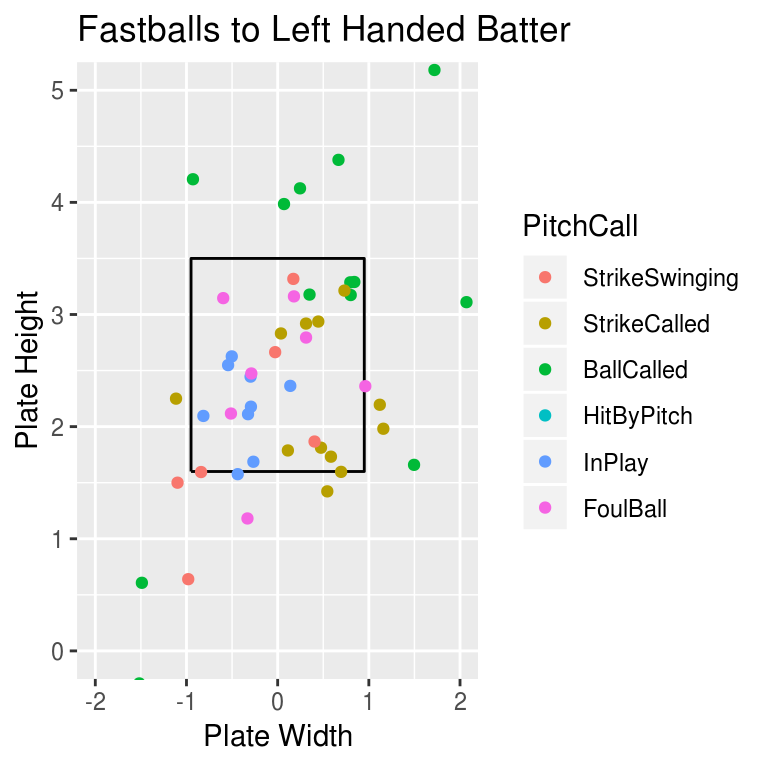 Fastballs to Left Handed Batter
5
4
3
2
1
0
Plate Height
-2 -1 0 1 2
Plate Width
PitchCall
StrikeSwinging
StrikeCalled
BallCalled
HitByPitch
InPlay
FoulBall